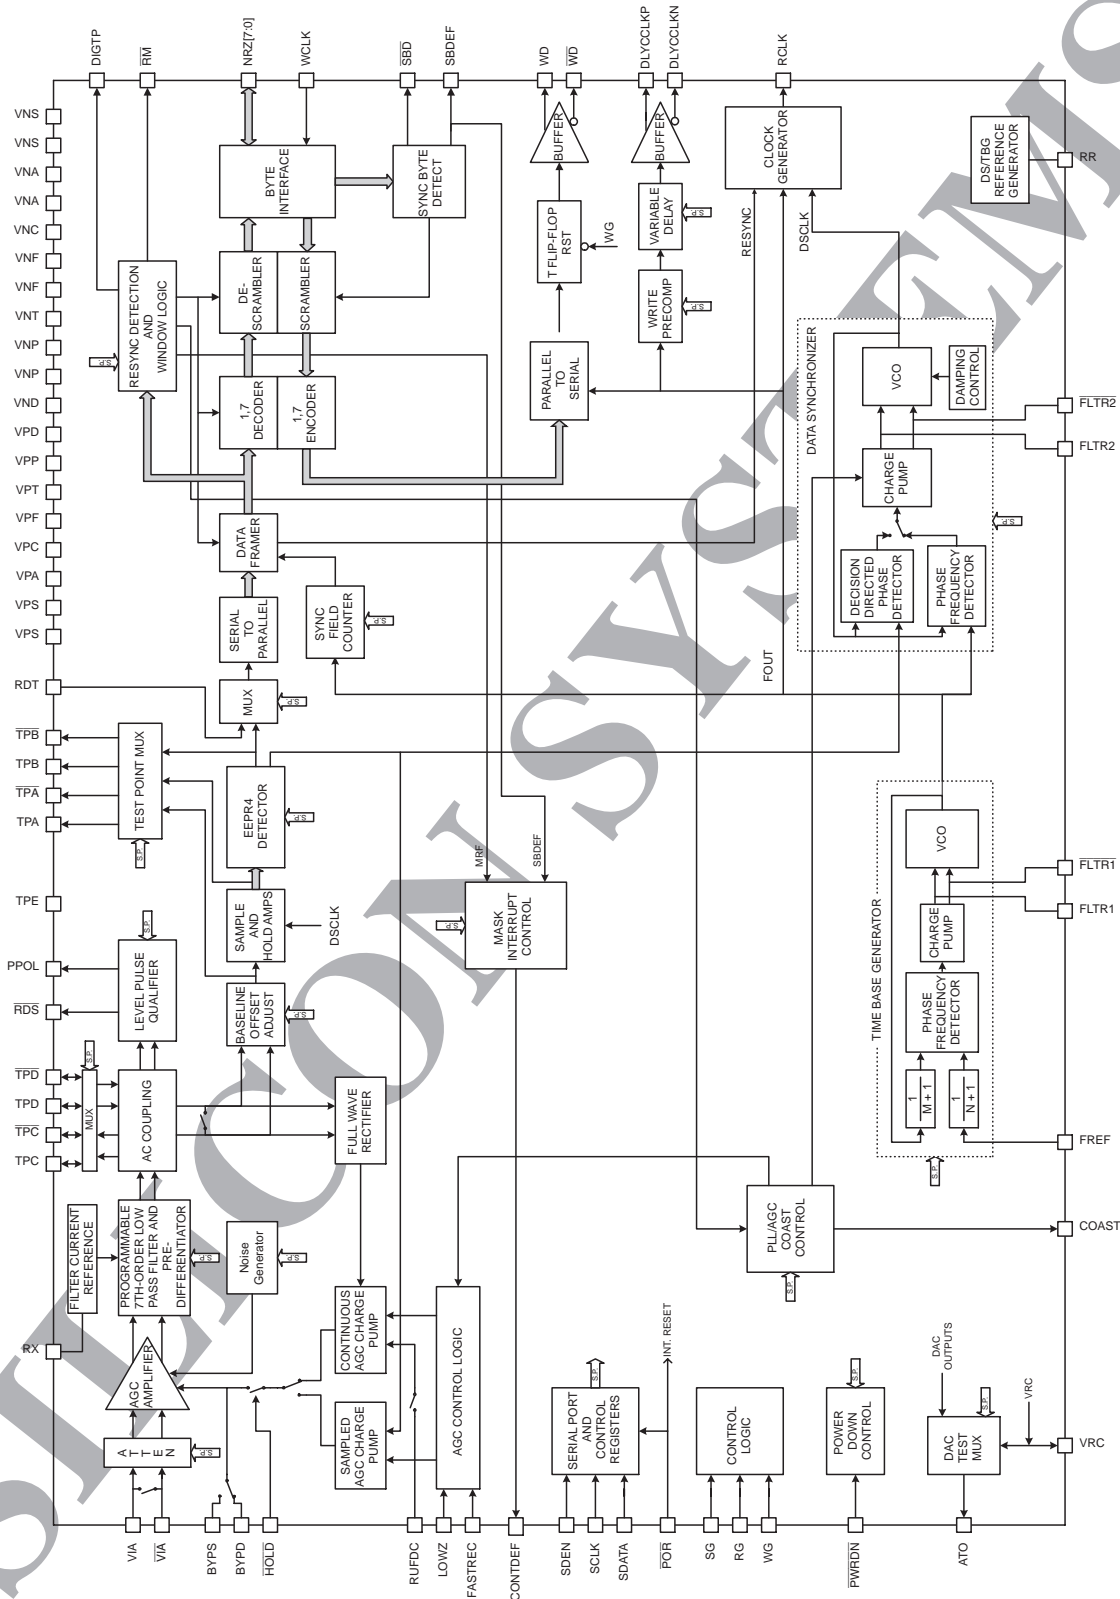 SILICON SYSTEMS
DIGTP
RM
NRZ[7:0]
WCLK
SBD
SBDEF
WD
WD
DLYCCLKP
DLYCCLKN
RCLK
VNS
VNS
VNA
VNA
VNC
VNF
VNF
VNT
VNP
VNP
VND
VPD
VPP
VPT
VPF
VPC
VPA
VPS
VPS
RDT
TPB
TPB
TPA
TPA
TPE
PPOL
RDS
TPD
TPD
TPC
TPC
RX
BYTE
INTERFACE
SYNC BYTE
DETECT
BUFFER
BUFFER
CLOCK
GENERATOR
DS/TBG
REFERENCE
GENERATOR
RR
RESYNC DETECTION
AND
WINDOW LOGIC
S.P.
DE-
SCRAMBLER
SCRAMBLER
T FLIP-FLOP
RST
WG
VARIABLE
DELAY
S.P.
RESYNC
DSCLK
1,7
DECODER
1,7
ENCODER
PARALLEL
TO
SERIAL
WRITE
PRECOMP
S.P.
DATA SYNCHRONIZER
VCO
DAMPING
CONTROL
FLTR2
FLTR2
CHARGE
PUMP
DECISION
DIRECTED
PHASE
DETECTOR
PHASE
FREQUENCY
DETECTOR
S.P.
DATA
FRAMER
SERIAL
TO
PARALLEL
SYNC
FIELD
COUNTER
S.P.
FOUT
MUX
S.P.
TEST POINT MUX
S.P.
EEPR4
DETECTOR
S.P.
SAMPLE
AND
HOLD AMPS
DSCLK
MRF
SBDEF
MASK
INTERRUPT
CONTROL
S.P.
TIME BASE GENERATOR
VCO
CHARGE
PUMP
PHASE
FREQUENCY
DETECTOR
1
M + 1
1
N + 1
S.P.
FLTR1
FLTR1
FREF
LEVEL PULSE
QUALIFIER
S.P.
BASELINE
OFFSET
ADJUST
S.P.
MUX
S.P.
AC COUPLING
FULL WAVE
RECTIFIER
FILTER CURRENT
REFERENCE
PROGRAMMABLE
7TH-ORDER LOW
PASS FILTER AND
PRE-
DIFFERENTIATOR
S.P.
Noise
Generator
S.P.
PLL/AGC
COAST
CONTROL
S.P.
COAST
AGC
AMPLIFIER
CONTINUOUS
AGC CHARGE
PUMP
SAMPLED
AGC CHARGE
PUMP
AGC CONTROL LOGIC
INT. RESET
S.P.
SERIAL PORT
AND
CONTROL
REGISTERS
CONTROL
LOGIC
S.P.
POWER
DOWN
CONTROL
DAC
OUTPUTS
S.P.
DAC
TEST
MUX
VRC
VRC
ATTEN
S.P.
VIA
VIA
BYPS
BYPD
HOLD
RUFDC
LOWZ
FASTREC
CONTDEF
SDEN
SCLK
SDATA
POR
SG
RG
WG
PWRDN
ATO